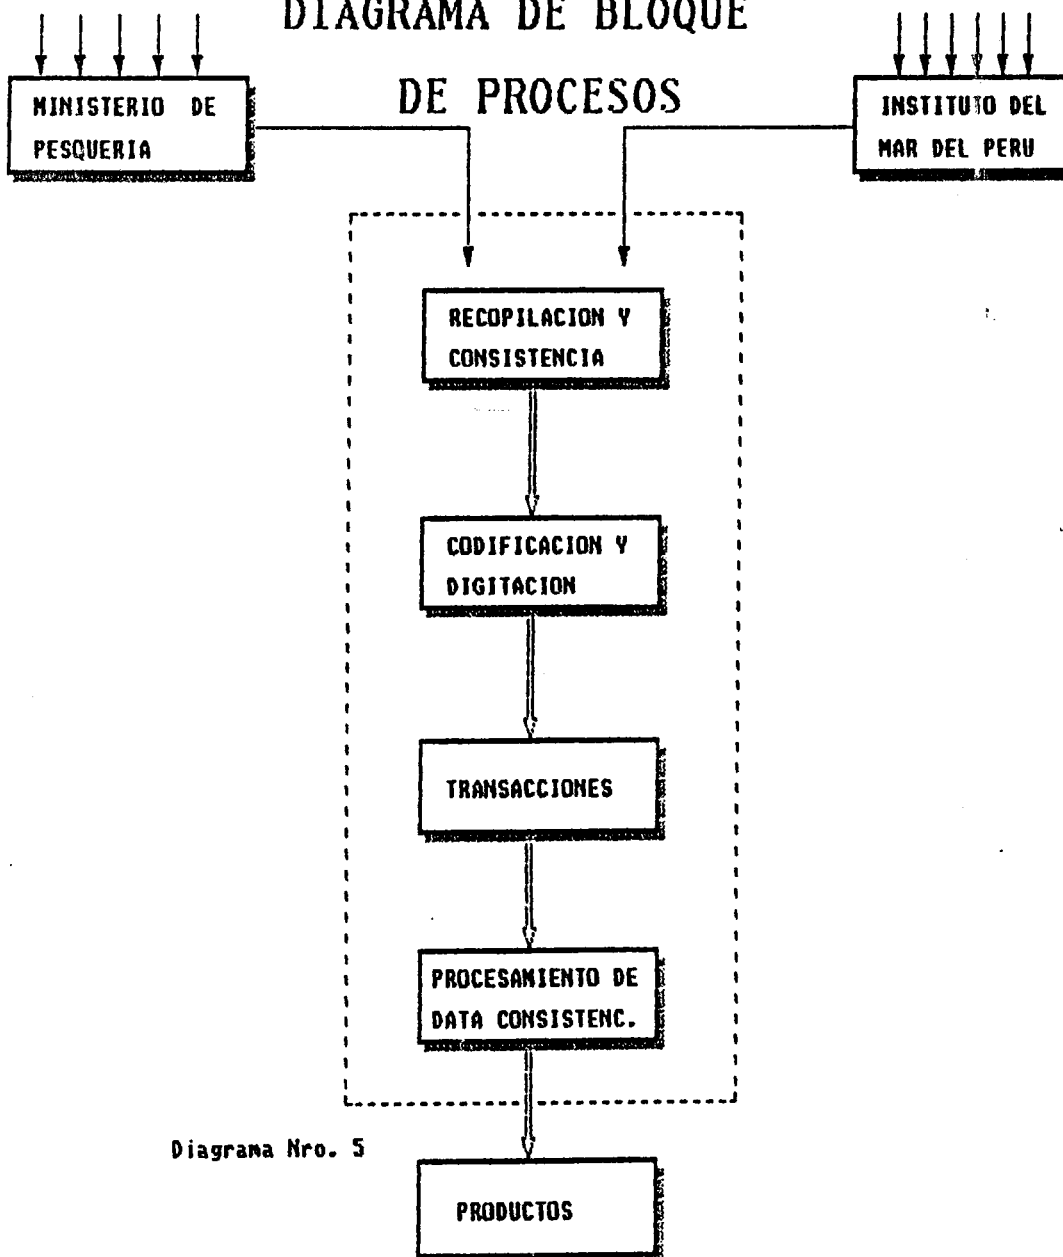 DIAGRAMA DE BLOQUE
DE PROCESOS
MINISTERIO DE
PESQUERIA
INSTITUTO DEL
MAR DEL PERU
RECOPILACION Y
CONSISTENCIA
CODIFICACION Y
DIGITACION
TRANSACCIONES
PROCESAMIENTO DE
DATA CONSISTENC.
Diagrama Nro. 5
PRODUCTOS